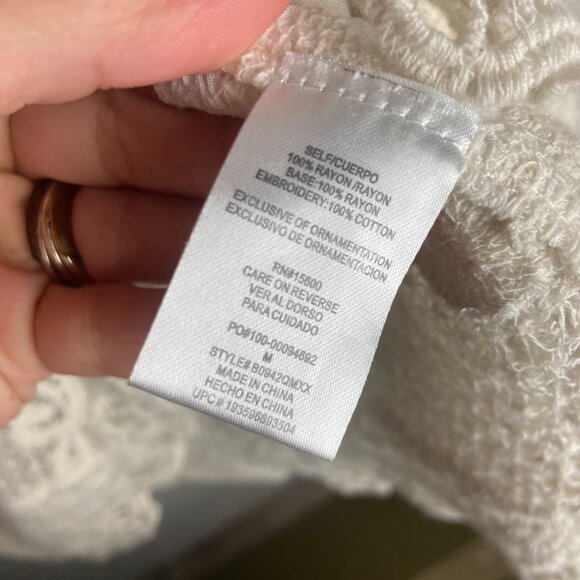 SELF/CUERPO
100% RAYON/RAYON
BASE:100% RAYON
EMBROIDERY:100% COTTON
EXCLUSIVE OF ORNAMENTATION
EXCLUSIVO DE ORNAMENTACION
RN#15600
CARE ON REVERSE
VER AL DORSO
PARA CUIDADO
PO#100-00094692
M
STYLE# B0942QMXX
MADE IN CHINA
HECHO EN CHINA
UPC # 193596893504